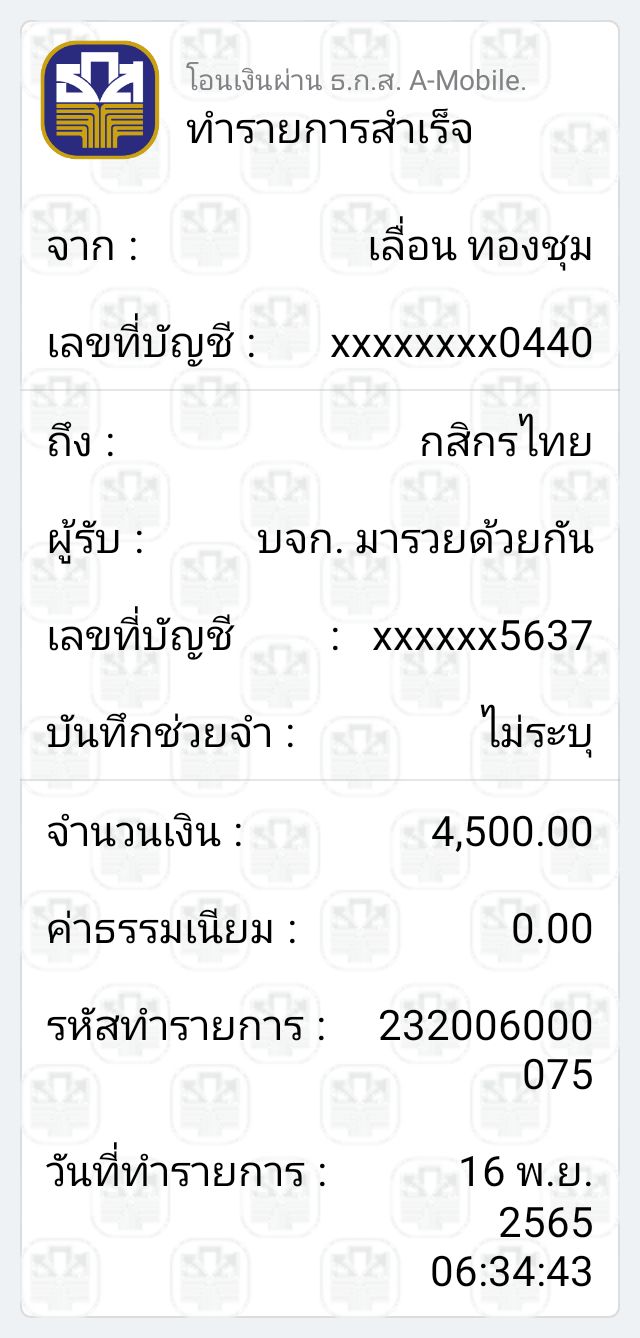 ธกส
โอนเงินผ่าน ธ.ก.ส. A-Mobile.
ทำรายการสำเร็จ
จาก : เลื่อน ทองชุม
เลขที่บัญชี : xxxxxxxx0440
ถึง : กสิกรไทย
ผู้รับ : บจก. มารวยด้วยกัน
เลขที่บัญชี : xxxxxx5637
บันทึกช่วยจำ : ไม่ระบุ
จำนวนเงิน : 4,500.00
ค่าธรรมเนียม : 0.00
รหัสทำรายการ : 232006000
075
วันที่ทำรายการ : 16 พ.ย.
2565
06:34:43